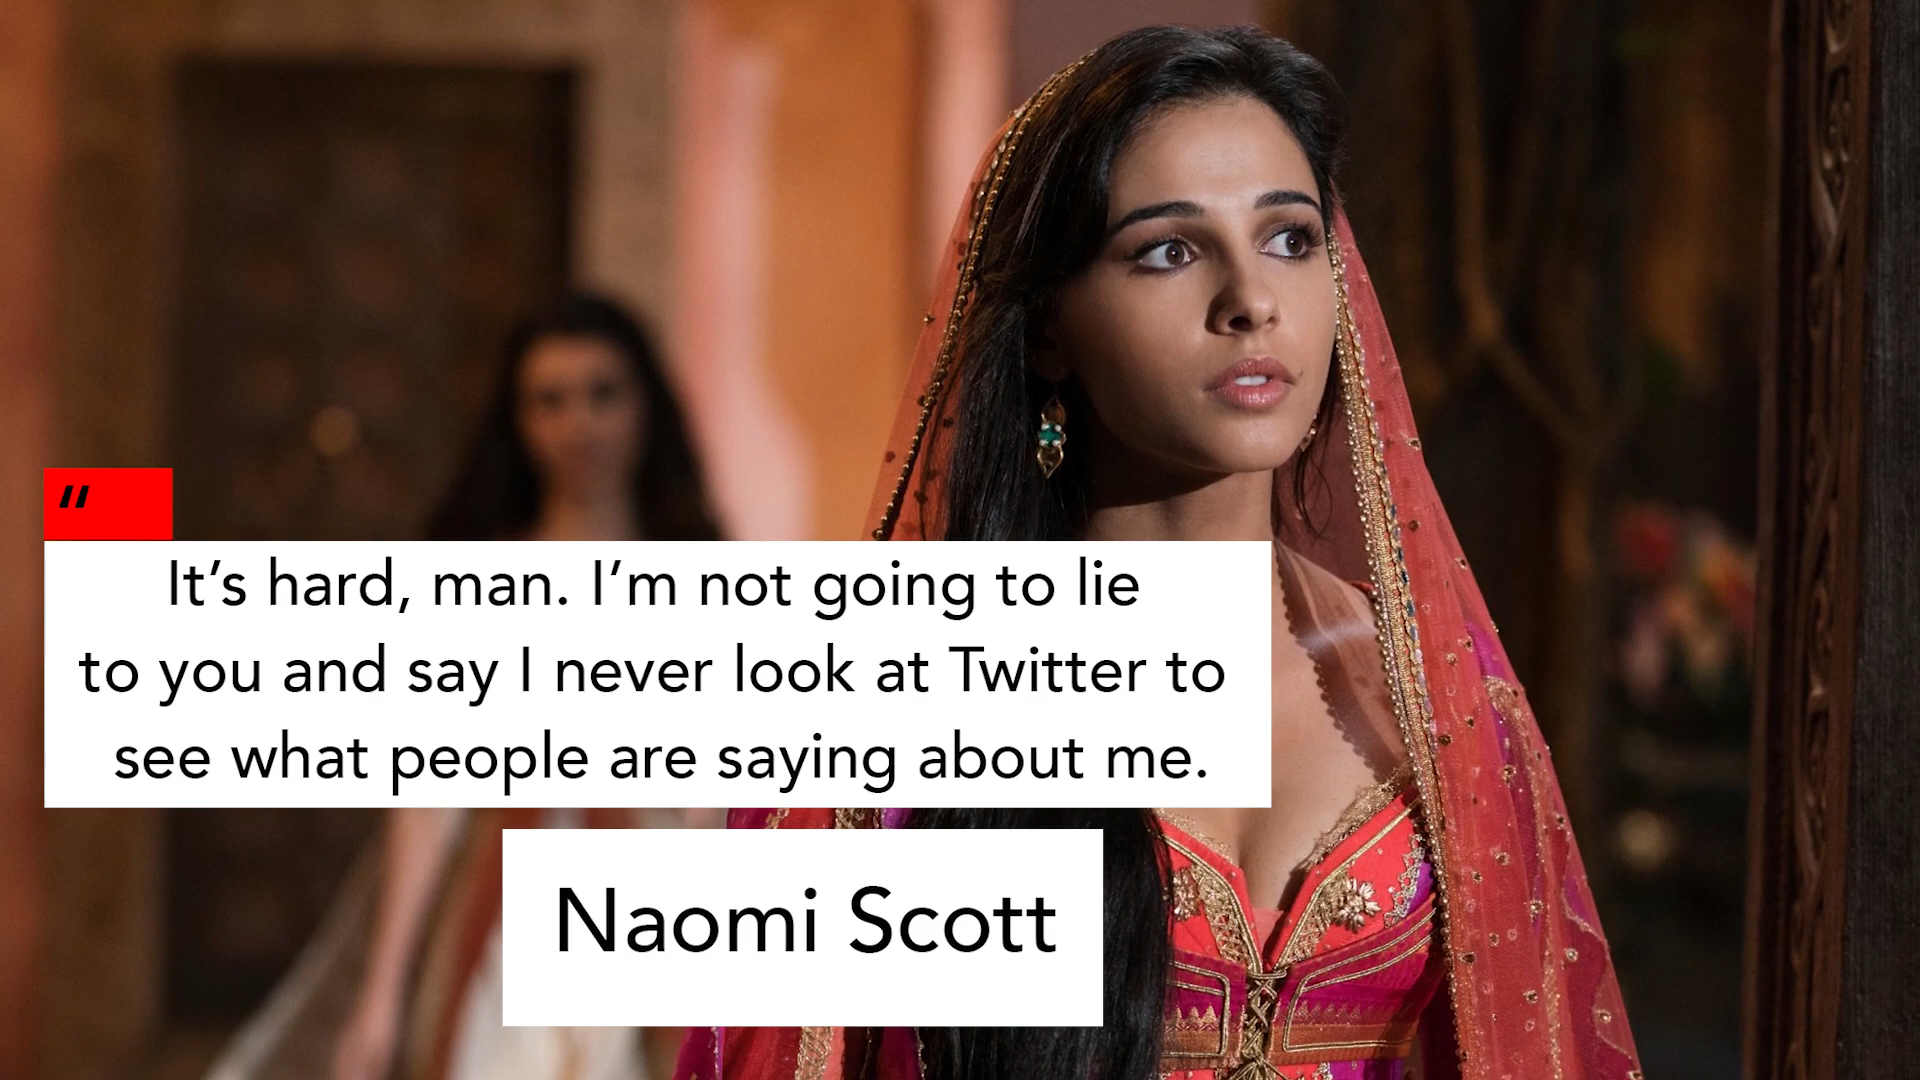 “
It’s hard, man. I’m not going to lie
to you and say I never look at Twitter to
see what people are saying about me.
Naomi Scott